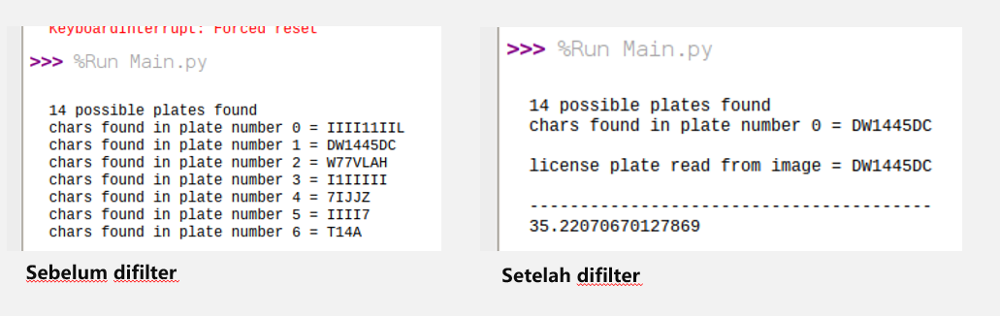 KeyboardInterrupt: Forced reset
>>> %Run Main.py
14 possible plates found
chars found in plate number 0 = IIII11IIL
chars found in plate number 1 = DW1445DC
chars found in plate number 2 = W77VLAH
chars found in plate number 3 = I1IIIII
chars found in plate number 4 = 7IJJZ
chars found in plate number 5 = IIII7
chars found in plate number 6 = T14A
Sebelum difilter
>>> %Run Main.py
14 possible plates found
chars found in plate number 0 = DW1445DC
license plate read from image = DW1445DC
----------------------------------------
35.22070670127869
Setelah difilter